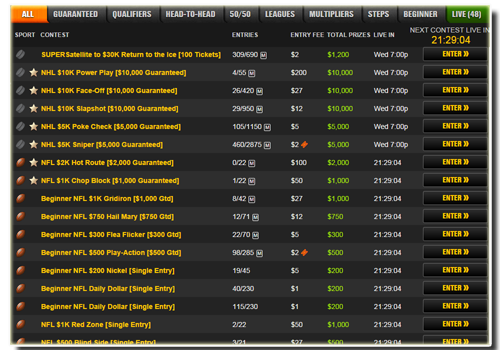 ALL GUARANTEED QUALIFIERS HEAD-TO-HEAD 50/50 LEAGUES MULTIPLIERS STEPS BEGINNER LIVE (48)
SPORT CONTEST ENTRIES ENTRY FEE TOTAL PRIZES LIVE IN NEXT CONTEST LIVE IN
21:29:04
SUPERSatellite to $30K Return to the Ice [100 Tickets] 309/690 M $2 $1,200 Wed 7:00p ENTER »
NHL $10K Power Play [$10,000 Guaranteed] 4/55 M $200 $10,000 Wed 7:00p ENTER »
NHL $10K Face-Off [$10,000 Guaranteed] 26/420 M $27 $10,000 Wed 7:00p ENTER »
NHL $10K Slapshot [$10,000 Guaranteed] 29/950 M $12 $10,000 Wed 7:00p ENTER »
NHL $5K Poke Check [$5,000 Guaranteed] 105/1150 M $5 $5,000 Wed 7:00p ENTER »
NHL $5K Sniper [$5,000 Guaranteed] 460/2875 M $2 $5,000 Wed 7:00p ENTER »
NFL $2K Hot Route [$2,000 Guaranteed] 0/22 M $100 $2,000 21:29:04 ENTER »
NFL $1K Chop Block [$1,000 Guaranteed] 1/22 M $50 $1,000 21:29:04 ENTER »
Beginner NFL $1K Gridiron [$1,000 Gtd] 8/42 M $27 $1,000 21:29:04 ENTER »
Beginner NFL $750 Hail Mary [$750 Gtd] 12/71 M $12 $750 21:29:04 ENTER »
Beginner NFL $300 Flea Flicker [$300 Gtd] 22/70 M $5 $300 21:29:04 ENTER »
Beginner NFL $500 Play-Action [$500 Gtd] 98/285 M $2 $500 21:29:04 ENTER »
Beginner NFL $200 Nickel [Single Entry] 19/45 $5 $200 21:29:04 ENTER »
Beginner NFL Daily Dollar [Single Entry] 40/230 $1 $200 21:29:04 ENTER »
Beginner NFL Daily Dollar [Single Entry] 115/230 $1 $200 21:29:04 ENTER »
NFL $1K Red Zone [Single Entry] 2/22 $50 $1,000 21:29:04 ENTER »
NFL $500 Blind Side [Single Entry] 3/21 $27 $500 21:29:04 ENTER »